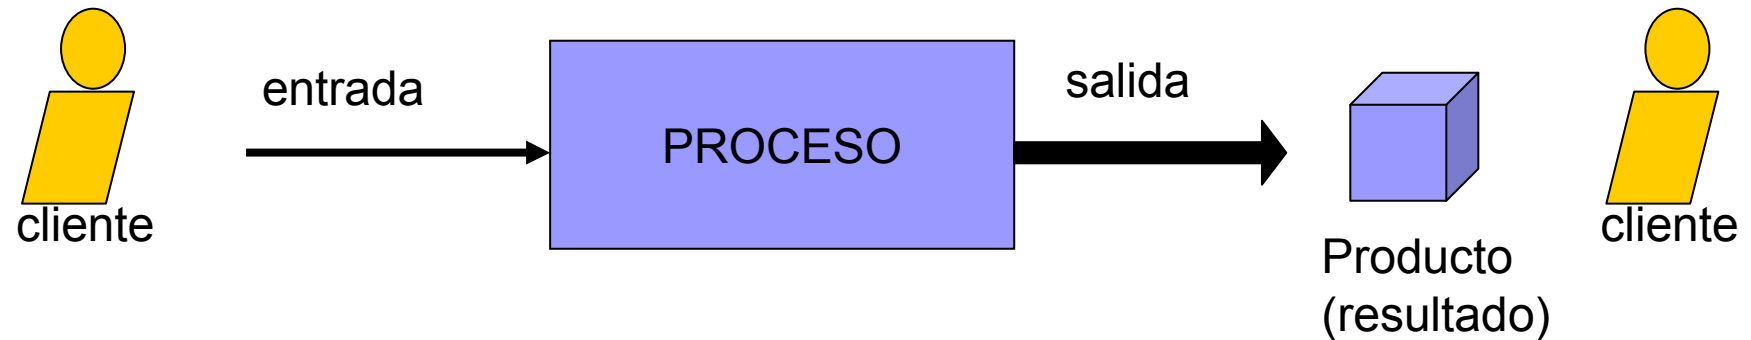 cliente
entrada
PROCESO
salida
Producto
(resultado)
cliente